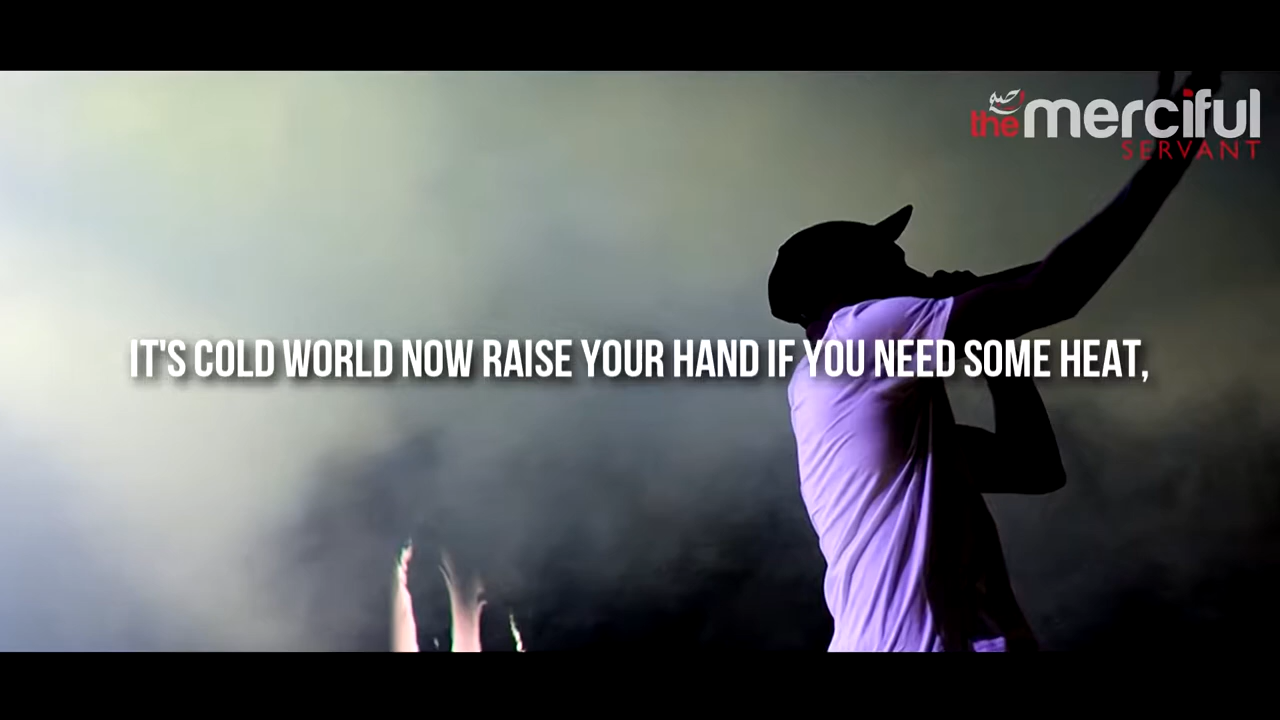 the merciful
SERVANT
IT'S COLD WORLD NOW RAISE YOUR HAND IF YOU NEED SOME HEAT,